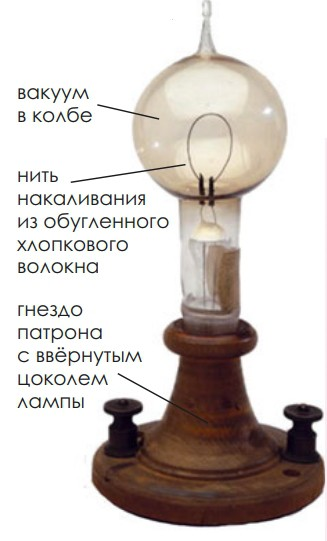 вакуум
в колбе
нить
накаливания
из обугленного
хлопкового
волокна
гнездо
патрона
с ввёрнутым
цоколем
лампы